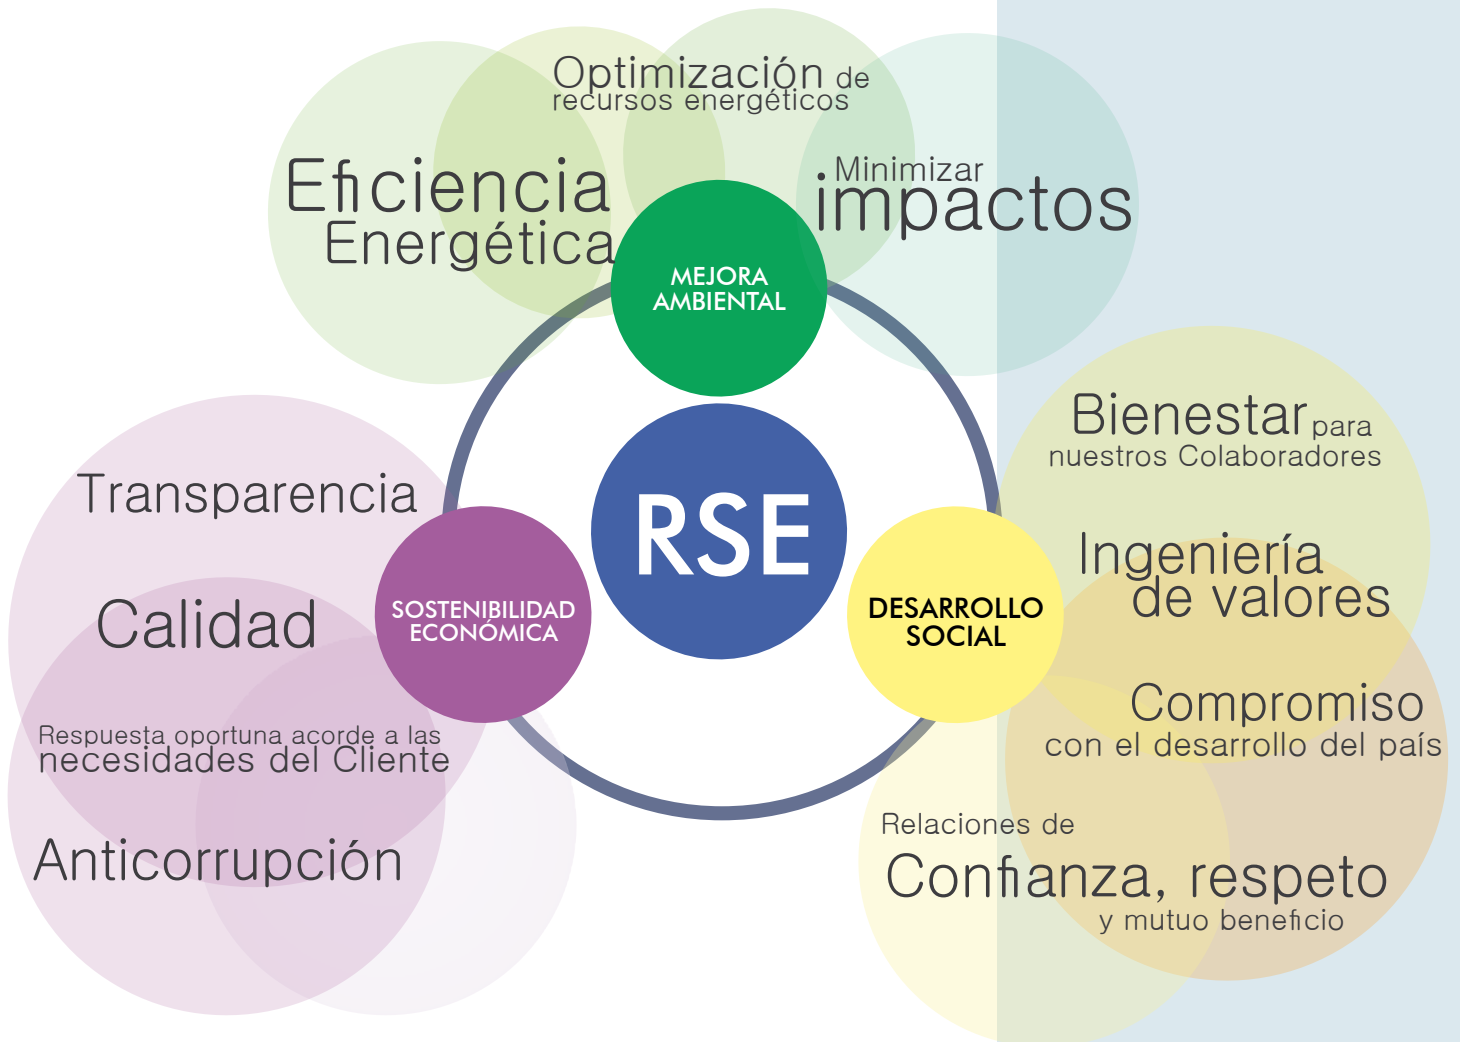 Optimización de
recursos energéticos
Eficiencia
Energética
Minimizar
impactos
MEJORA
AMBIENTAL
RSE
Transparencia
Calidad
Respuesta oportuna acorde a las
necesidades del Cliente
Anticorrupción
SOSTENIBILIDAD
ECONÓMICA
DESARROLLO
SOCIAL
Bienestar para
nuestros Colaboradores
Ingeniería
de valores
Compromiso
con el desarrollo del país
Relaciones de
Confianza, respeto
y mutuo beneficio